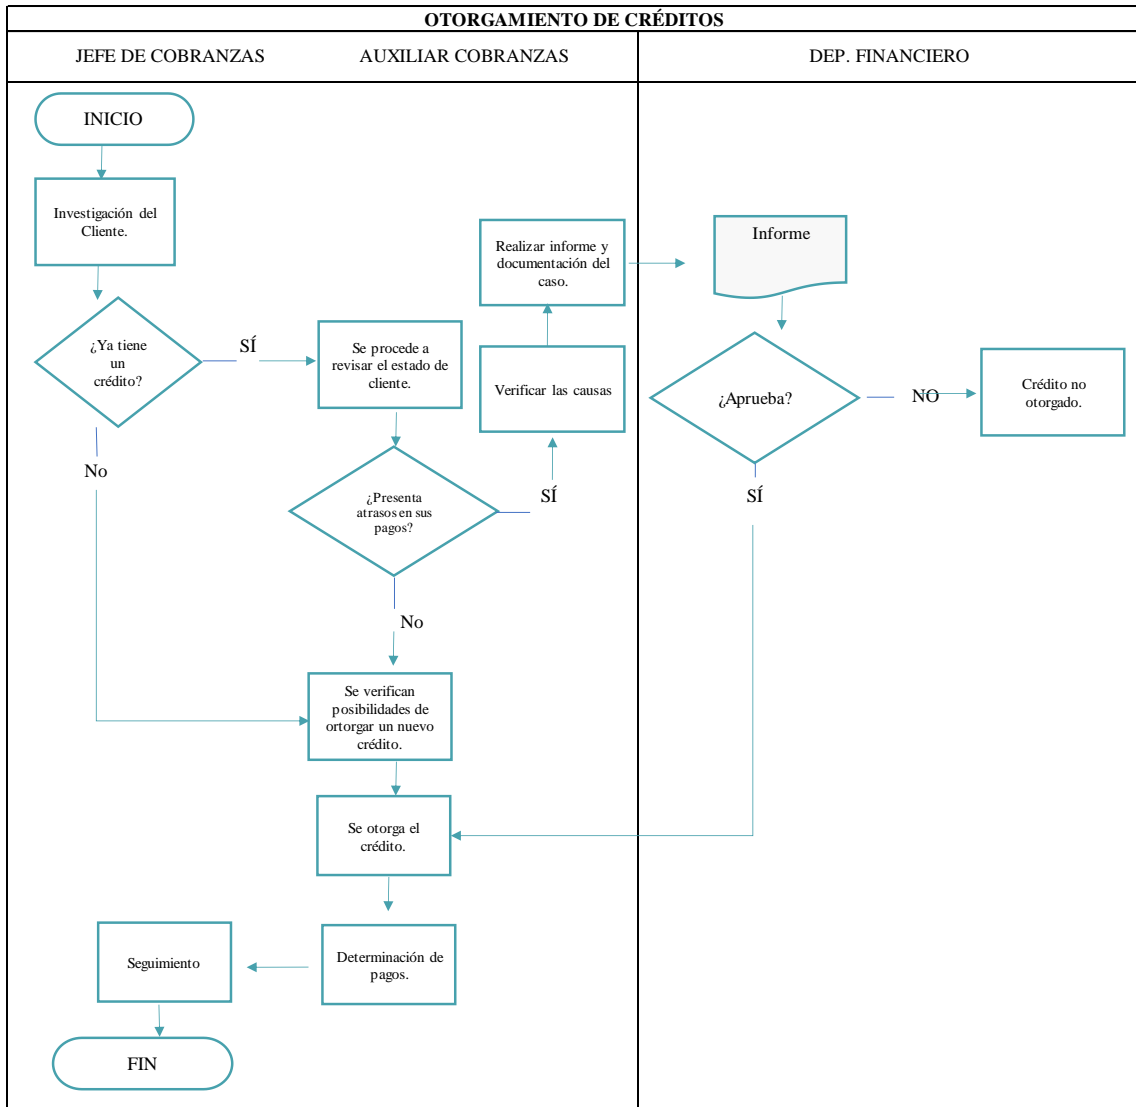 OTORGAMIENTO DE CRÉDITOS
JEFE DE COBRANZAS
AUXILIAR COBRANZAS
DEP. FINANCIERO
INICIO
Investigación del
Cliente.
¿Ya tiene
un
crédito?
SÍ
No
Se procede a
revisar el estado de
cliente.
¿Presenta
atrasos en sus
pagos?
SÍ
No
Verificar las causas
Realizar informe y
documentación del
caso.
Informe
¿Aprueba?
NO
Crédito no
otorgado.
SÍ
Se verifican
posibilidades de
ortorgar un nuevo
crédito.
Se otorga el
crédito.
Determinación de
pagos.
Seguimiento
FIN